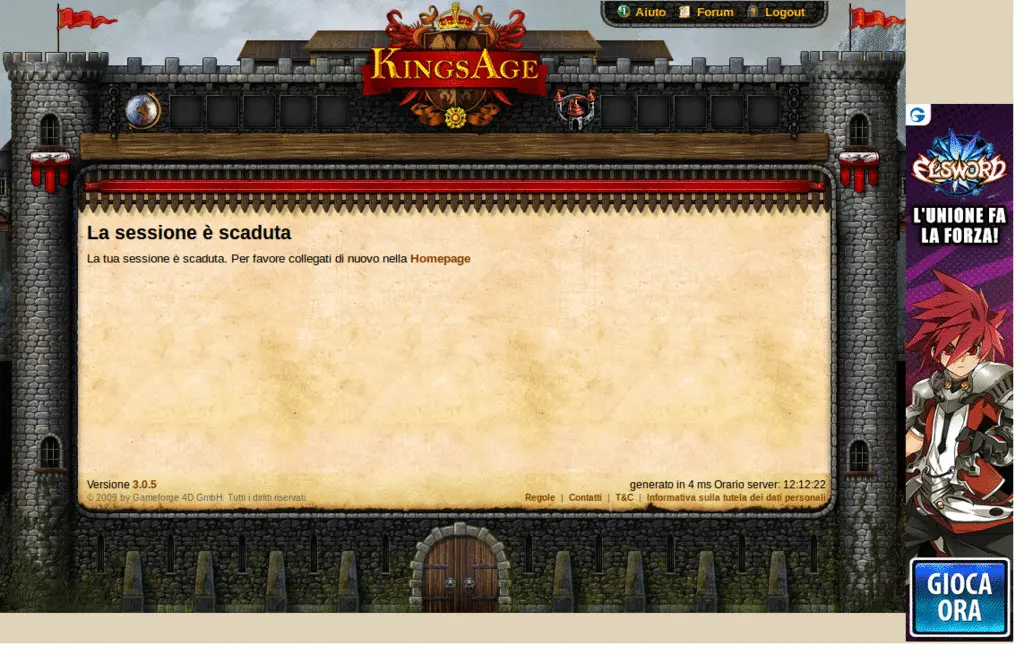 Aiuto Forum Logout
KINGSAGE
La sessione è scaduta
La tua sessione è scaduta. Per favore collegati di nuovo nella Homepage
Versione 3.0.5
generato in 4 ms Orario server: 12:12:22
© 2009 by Gameforge 4D GmbH. Tutti i diritti riservati.
Regole | Contatti | T&C | Informativa sulla tutela dei dati personali
G
ELSWORD
L'UNIONE FA
LA FORZA!
GIOCA
ORA